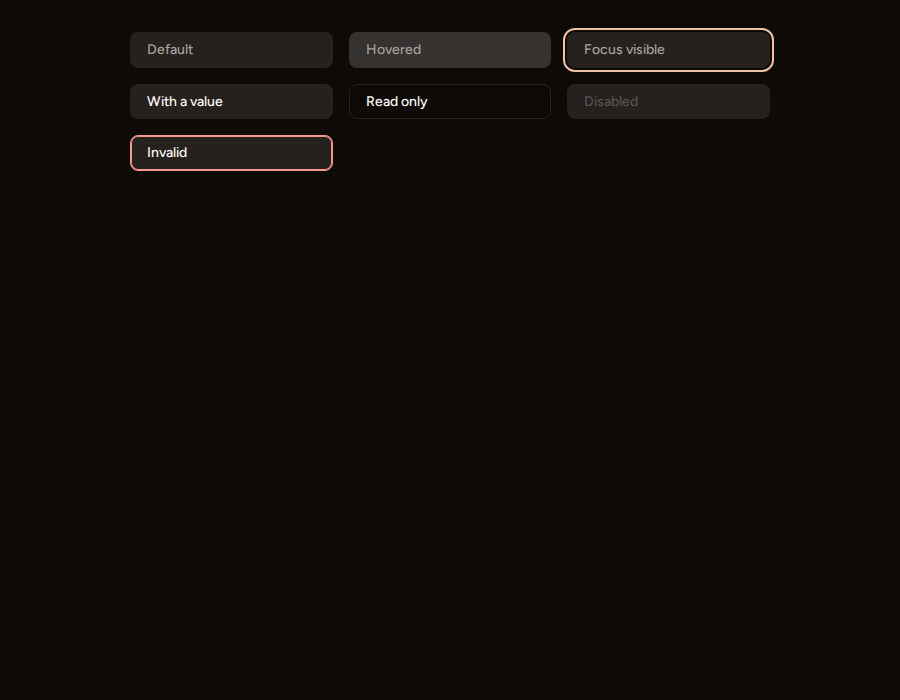 Default
Hovered
Focus visible
With a value
Read only
Disabled
Invalid